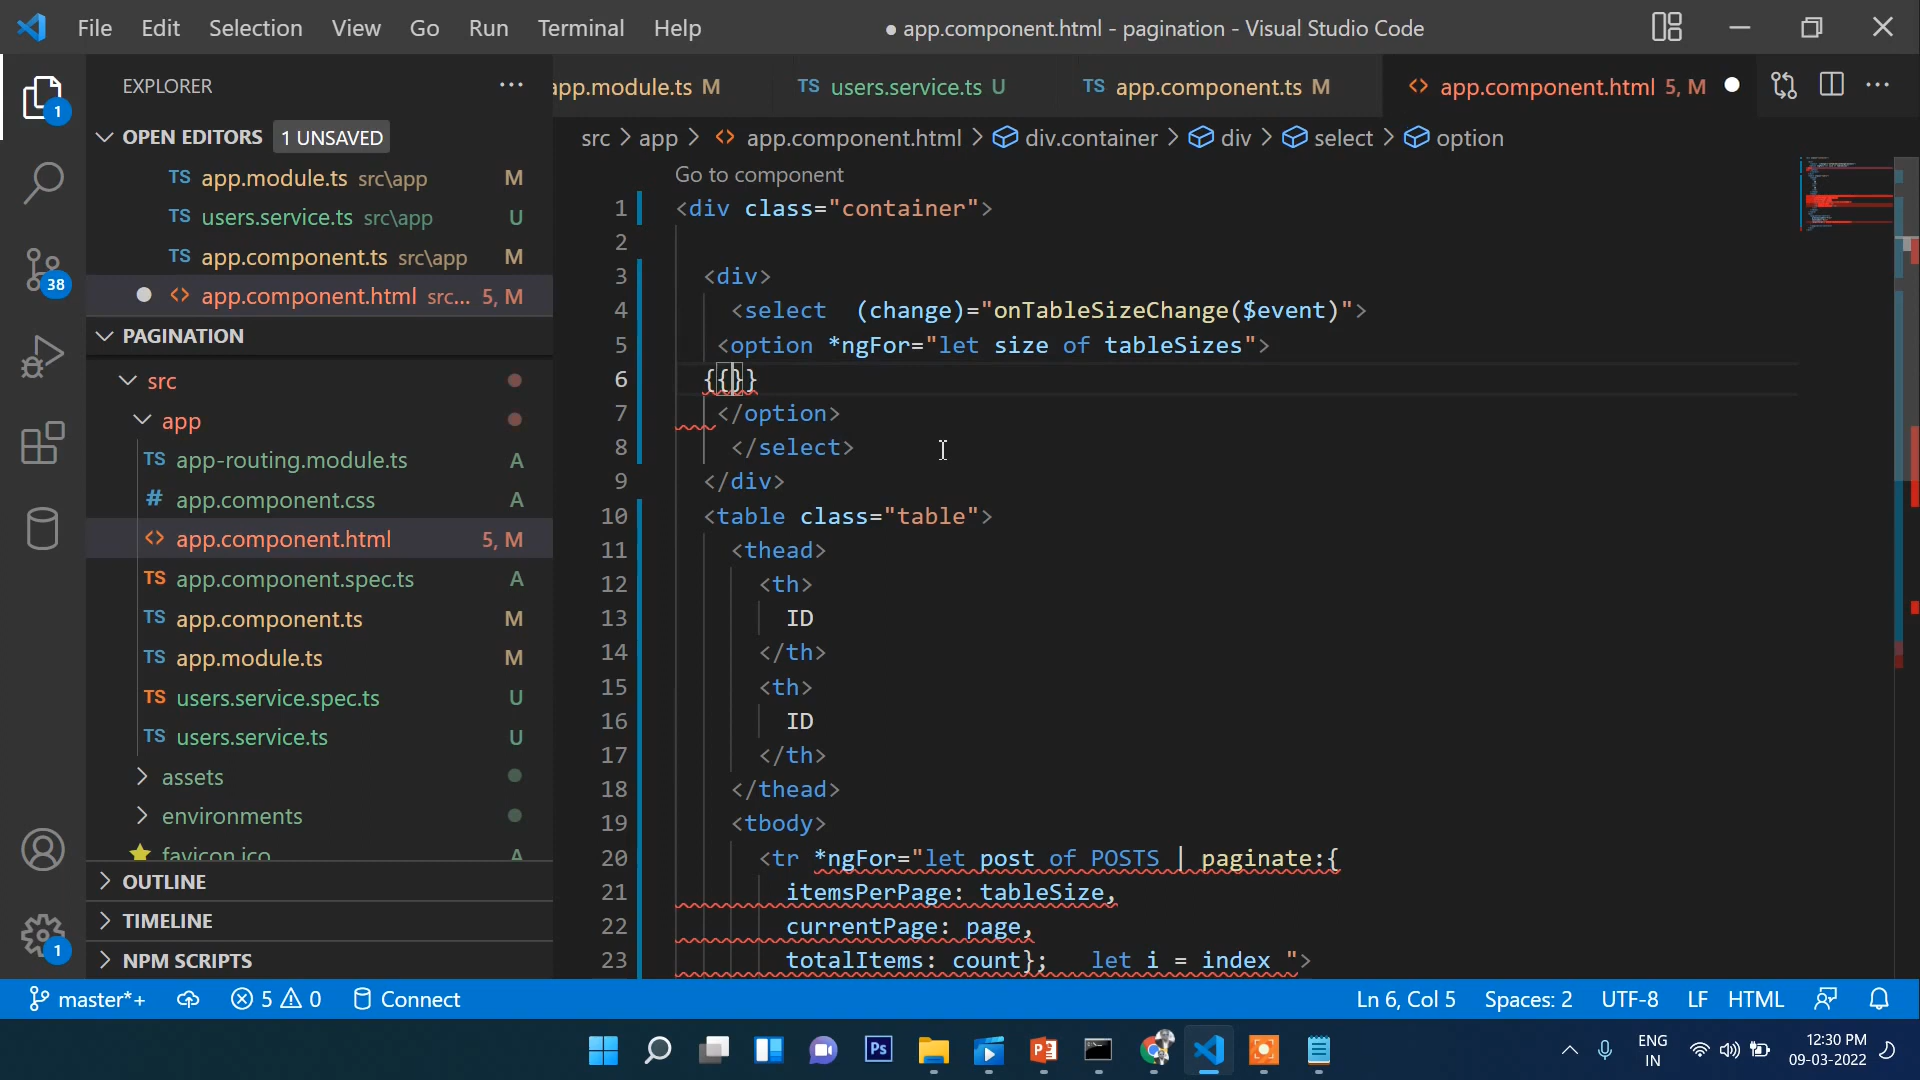 File Edit Selection View Go Run Terminal Help ● app.component.html - pagination - Visual Studio Code
EXPLORER ···
app.module.ts M TS users.service.ts U TS app.component.ts M <> app.component.html 5, M ●
OPEN EDITORS 1 UNSAVED
src > app > <> app.component.html > div.container > div > select > option
TS app.module.ts src\app M
TS users.service.ts src\app U
TS app.component.ts src\app M
● <> app.component.html src... 5, M
PAGINATION
src
app
TS app-routing.module.ts A
# app.component.css A
<> app.component.html 5, M
TS app.component.spec.ts A
TS app.component.ts M
TS app.module.ts M
TS users.service.spec.ts U
TS users.service.ts U
> assets
> environments
favicon.ico A
> OUTLINE
> TIMELINE
> NPM SCRIPTS
1
38
1
Go to component
1 <div class="container">
2
3 <div>
4 <select  (change)="onTableSizeChange($event)">
5 <option *ngFor="let size of tableSizes">
6 {{}}
7 </option>
8 </select>
9 </div>
10 <table class="table">
11 <thead>
12 <th>
13 ID
14 </th>
15 <th>
16 ID
17 </th>
18 </thead>
19 <tbody>
20 <tr *ngFor="let post of POSTS | paginate:{
21 itemsPerPage: tableSize,
22 currentPage: page,
23 totalItems: count};   let i = index ">
master*+ 5 0 Connect Ln 6, Col 5 Spaces: 2 UTF-8 LF HTML
Ps P ENG
IN
12:30 PM
09-03-2022